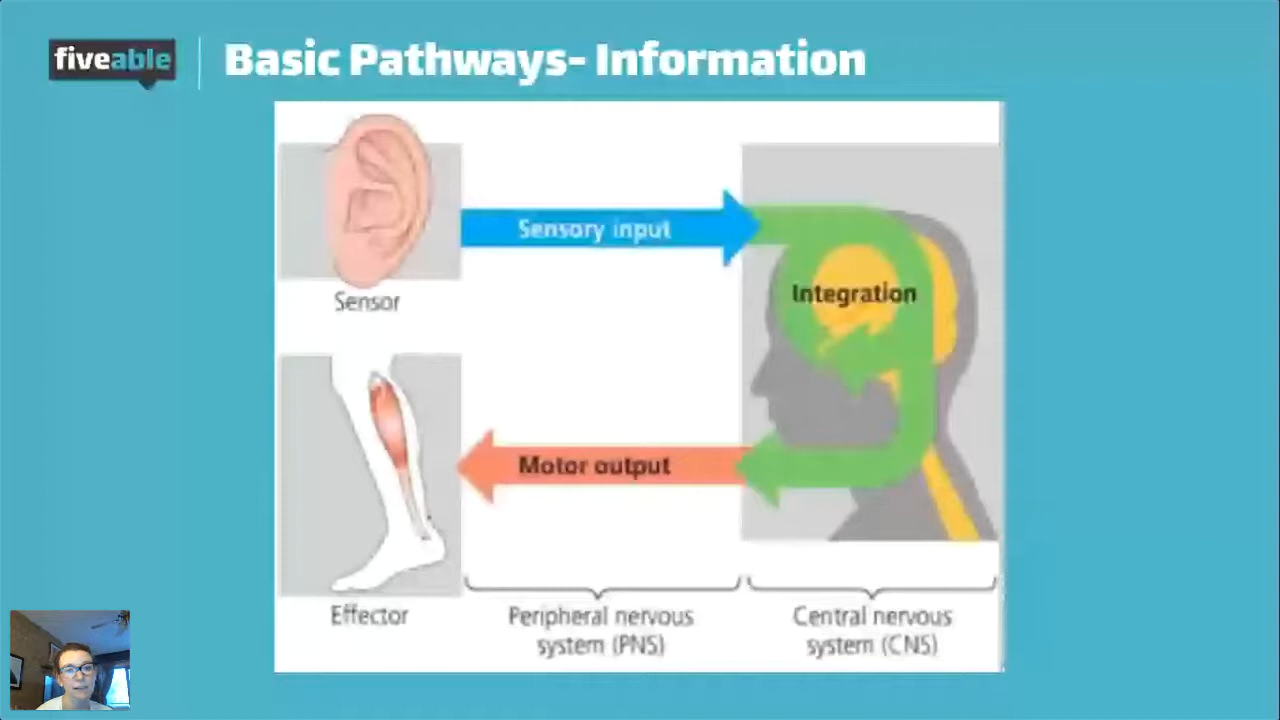 fiveable
Basic Pathways- Information
Sensory input
Integration
Sensor
Motor output
Effector
Peripheral nervous
system (PNS)
Central nervous
system (CNS)